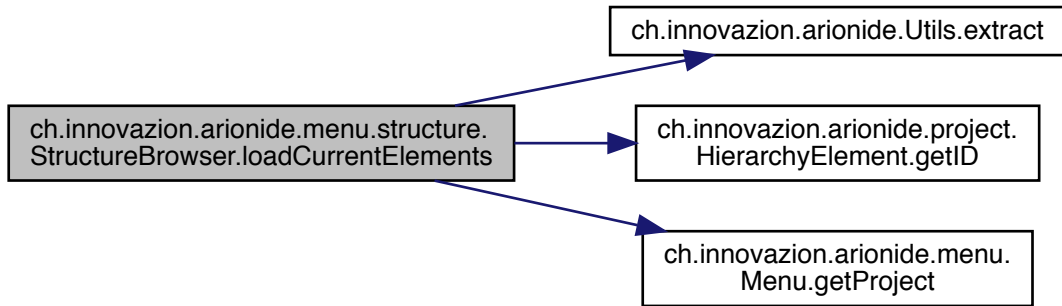 ch.innovazion.arionide.Utils.extract
ch.innovazion.arionide.menu.structure.
StructureBrowser.loadCurrentElements
ch.innovazion.arionide.project.
HierarchyElement.getID
ch.innovazion.arionide.menu.
Menu.getProject